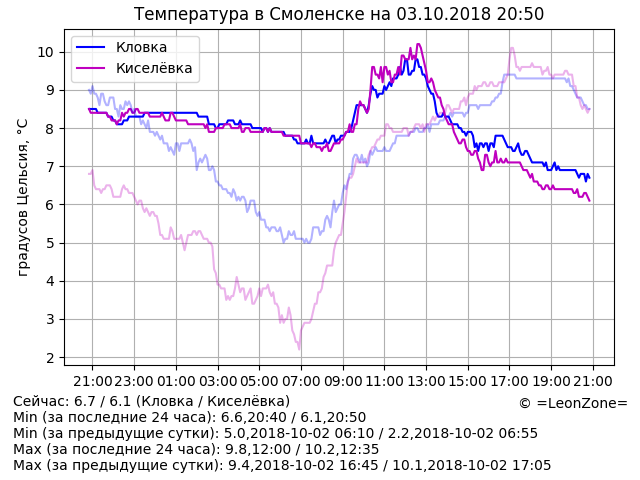 Температура в Смоленске на 03.10.2018 20:50
Кловка
Киселёвка
градусов Цельсия, °C
10
9
8
7
6
5
4
3
2
21:00 23:00 01:00 03:00 05:00 07:00 09:00 11:00 13:00 15:00 17:00 19:00 21:00
Сейчас: 6.7 / 6.1 (Кловка / Киселёвка)
© =LeonZone=
Min (за последние 24 часа): 6.6,20:40 / 6.1,20:50
Min (за предыдущие сутки): 5.0,2018-10-02 06:10 / 2.2,2018-10-02 06:55
Max (за последние 24 часа): 9.8,12:00 / 10.2,12:35
Max (за предыдущие сутки): 9.4,2018-10-02 16:45 / 10.1,2018-10-02 17:05